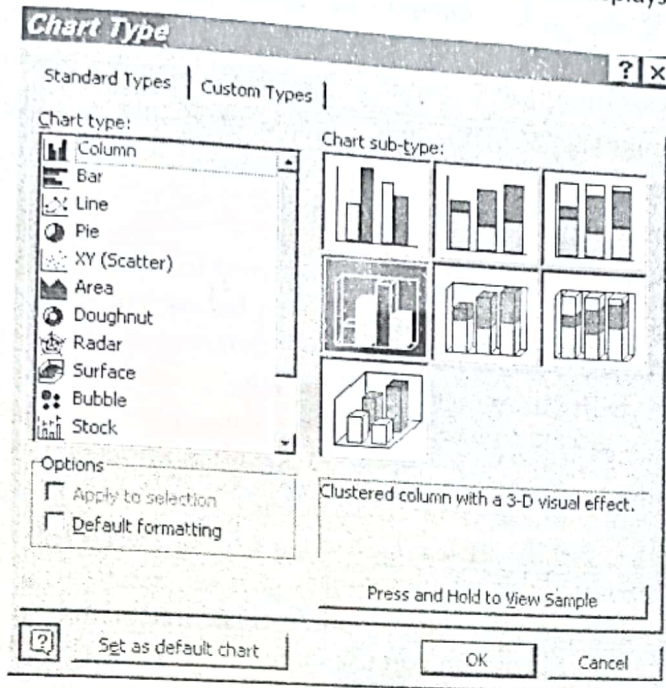 Chart Type
? ×
Standard Types Custom Types
Chart type:
Column
Bar
Line
Pie
XY (Scatter)
Area
Doughnut
Radar
Surface
Bubble
Stock
Chart sub-type:
Options
Apply to selection
Default formatting
Clustered column with a 3-D visual effect.
Press and Hold to View Sample
? Set as default chart OK Cancel